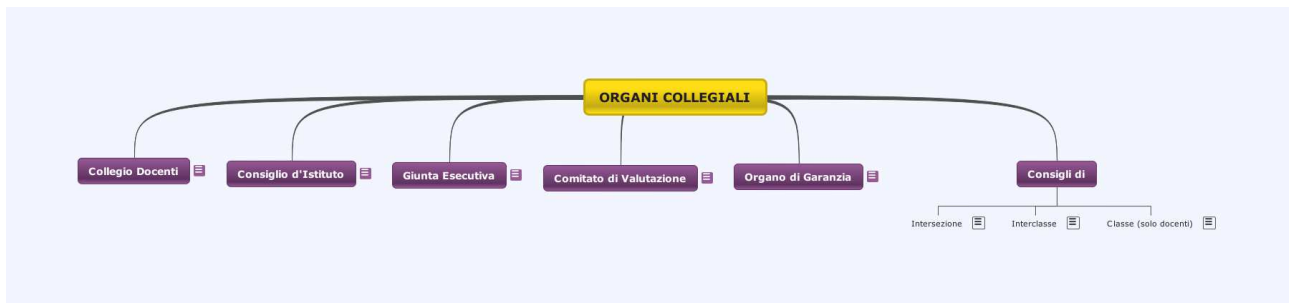 ORGANI COLLEGIALI
Collegio Docenti
Consiglio d'Istituto
Giunta Esecutiva
Comitato di Valutazione
Organo di Garanzia
Consigli di
Intersezione
Interclasse
Classe (solo docenti)